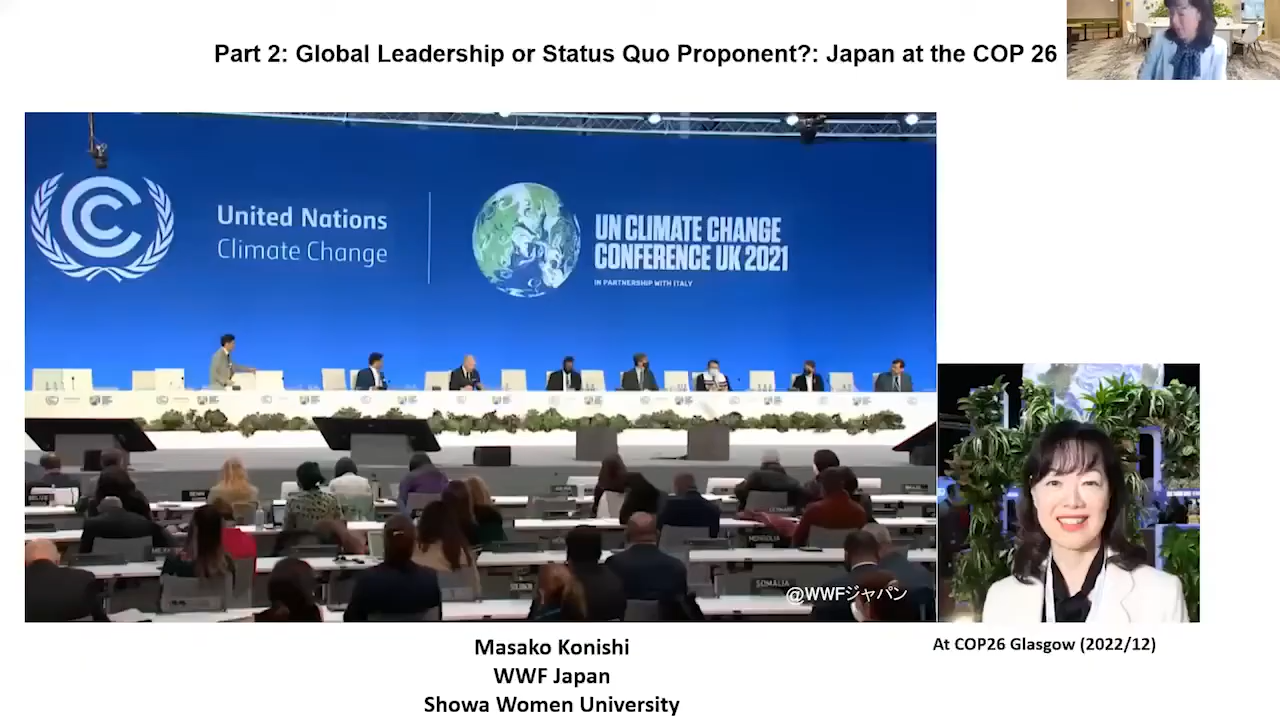 Part 2: Global Leadership or Status Quo Proponent?: Japan at the COP 26
United Nations
Climate Change
UN CLIMATE CHANGE
CONFERENCE UK 2021
IN PARTNERSHIP WITH ITALY
MONGOLIA
SOMALIA
@WWFジャパン
At COP26 Glasgow (2022/12)
Masako Konishi
WWF Japan
Showa Women University